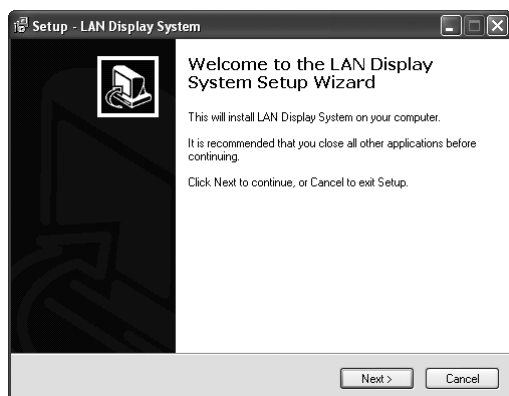 Setup - LAN Display System
Welcome to the LAN Display
System Setup Wizard
This will install LAN Display System on your computer.
It is recommended that you close all other applications before
continuing.
Click Next to continue, or Cancel to exit Setup.
Next >
Cancel